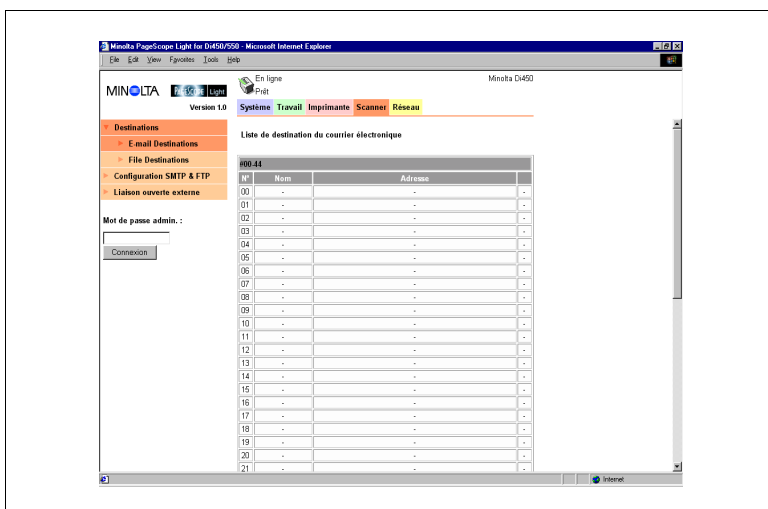 Minolta PageScope Light for Di450/550 - Microsoft Internet Explorer
File Edit View Favorites Tools Help
MINOLTA PAGESCOPE Light
Version 1.0
En ligne
Prêt
Minolta Di450
Système Travail Imprimante Scanner Réseau
Destinations
E-mail Destinations
File Destinations
Configuration SMTP & FTP
Liaison ouverte externe
Mot de passe admin. :
Connexion
Liste de destination du courrier électronique
#00-44
N° Nom Adresse
00 - - -
01 - - -
02 - - -
03 - - -
04 - - -
05 - - -
06 - - -
07 - - -
08 - - -
09 - - -
10 - - -
11 - - -
12 - - -
13 - - -
14 - - -
15 - - -
16 - - -
17 - - -
18 - - -
19 - - -
20 - - -
21 - - -
Internet